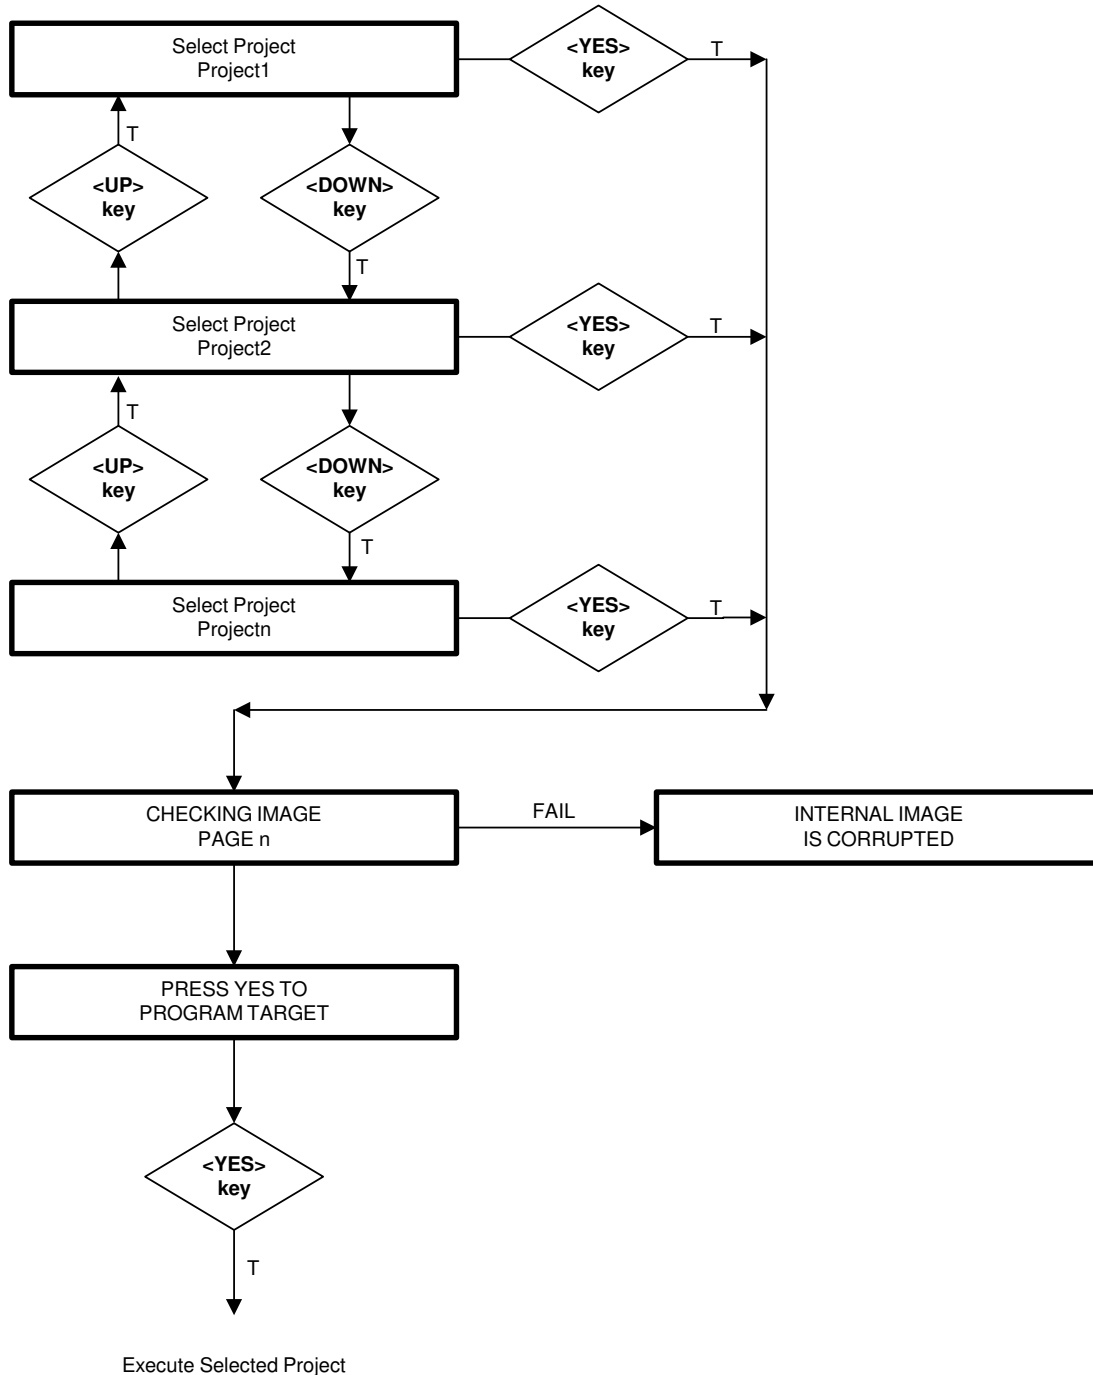 Select Project
Project1
<YES>
key
T
T
<UP>
key
<DOWN>
key
T
Select Project
Project2
<YES>
key
T
T
<UP>
key
<DOWN>
key
T
Select Project
Projectn
<YES>
key
T
CHECKING IMAGE
PAGE n
FAIL
INTERNAL IMAGE
IS CORRUPTED
PRESS YES TO
PROGRAM TARGET
<YES>
key
T
Execute Selected Project